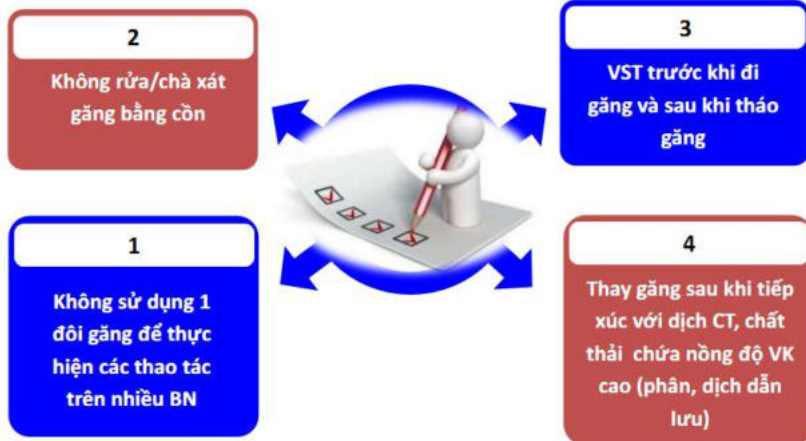 2
Không rửa/chà xát
găng bằng cồn
3
VST trước khi đi
găng và sau khi tháo
găng
1
Không sử dụng 1
đôi găng để thực
hiện các thao tác
trên nhiều BN
4
Thay găng sau khi tiếp
xúc với dịch CT, chất
thải chứa nồng độ VK
cao (phân, dịch dẫn
lưu)